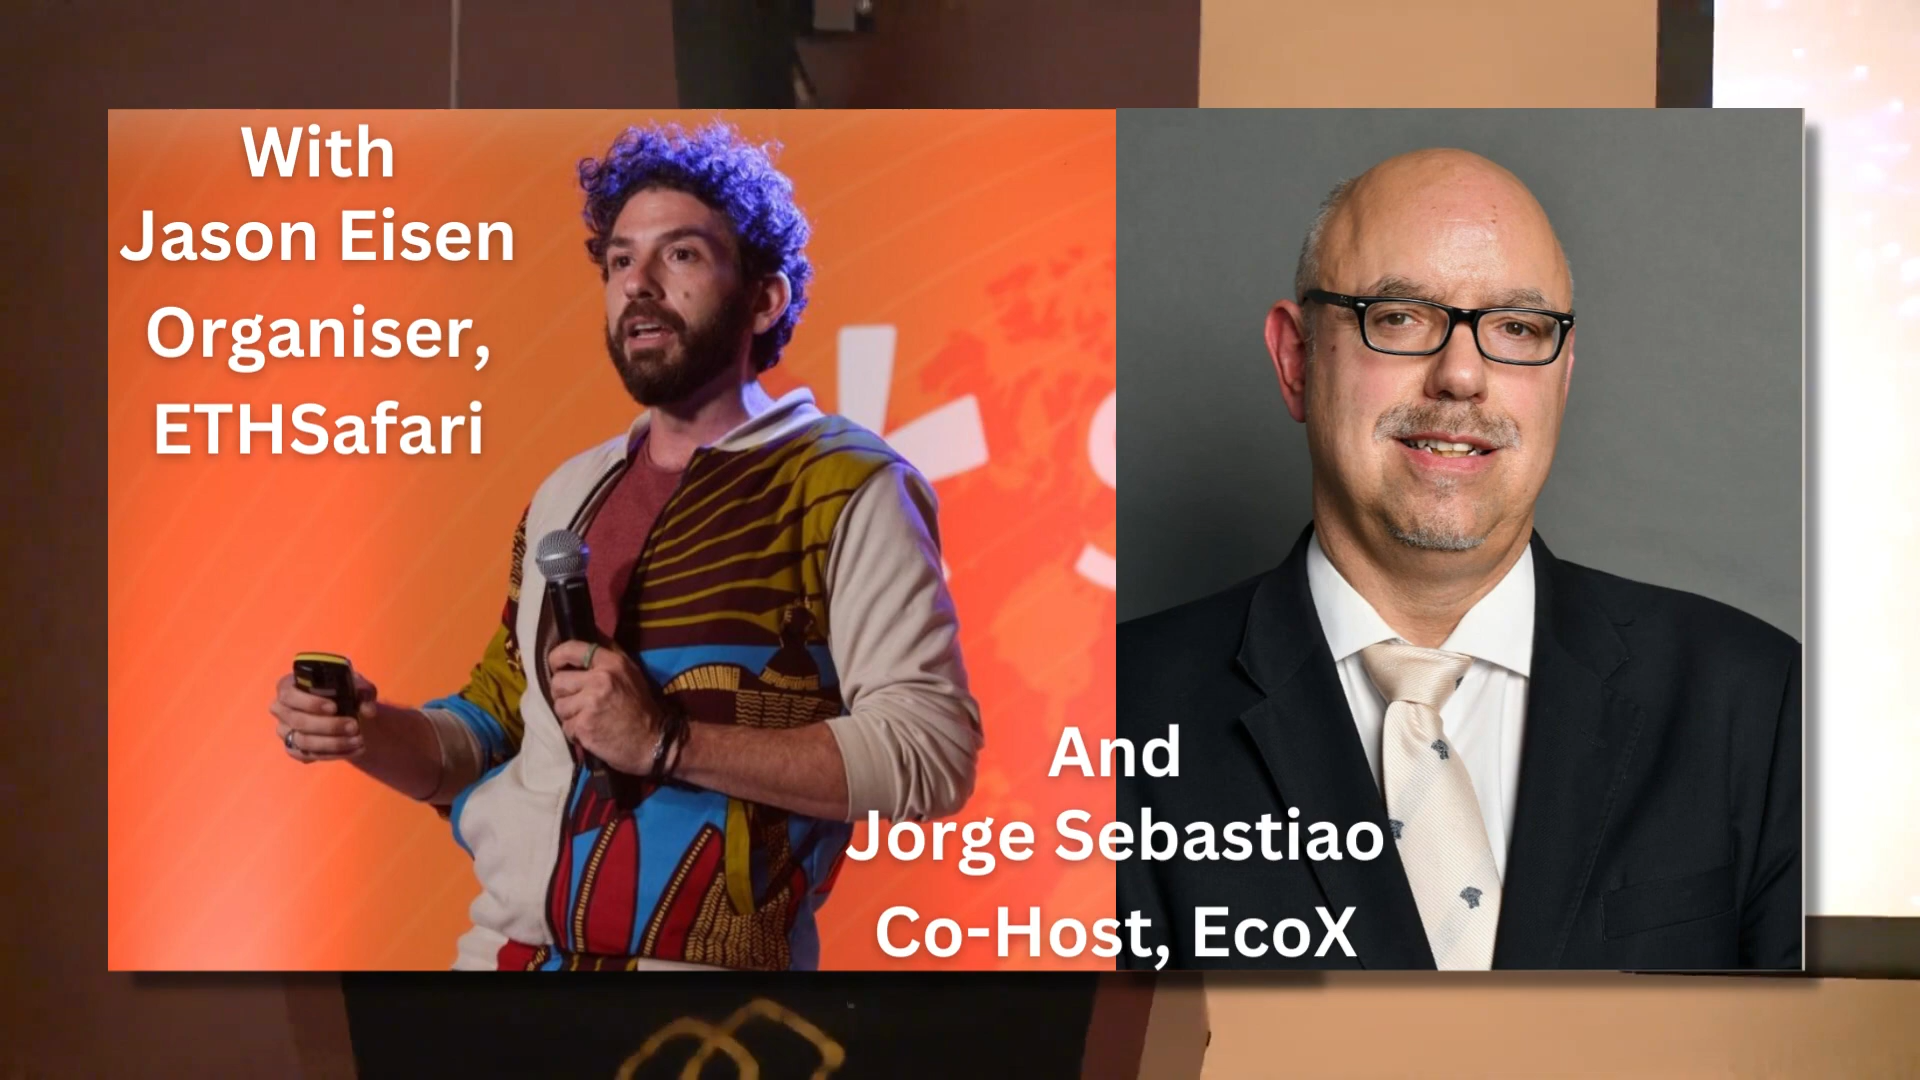 With
Jason Eisen
Organiser,
ETHSafari
And
Jorge Sebastiao
Co-Host, EcoX